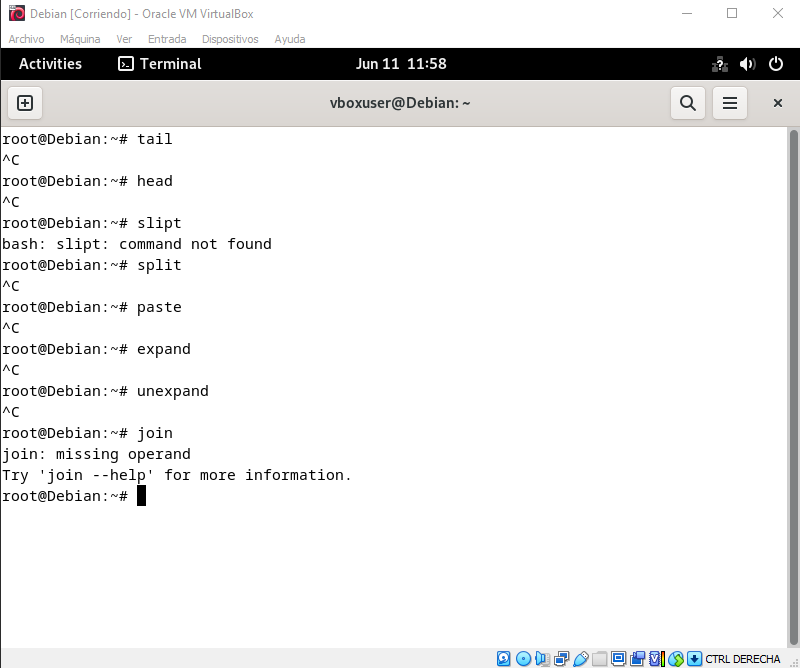 Debian [Corriendo] - Oracle VM VirtualBox
Archivo Máquina Ver Entrada Dispositivos Ayuda
Activities Terminal Jun 11 11:58
vboxuser@Debian: ~
root@Debian:~# tail
^C
root@Debian:~# head
^C
root@Debian:~# slipt
bash: slipt: command not found
root@Debian:~# split
^C
root@Debian:~# paste
^C
root@Debian:~# expand
^C
root@Debian:~# unexpand
^C
root@Debian:~# join
join: missing operand
Try 'join --help' for more information.
root@Debian:~#
CTRL DERECHA